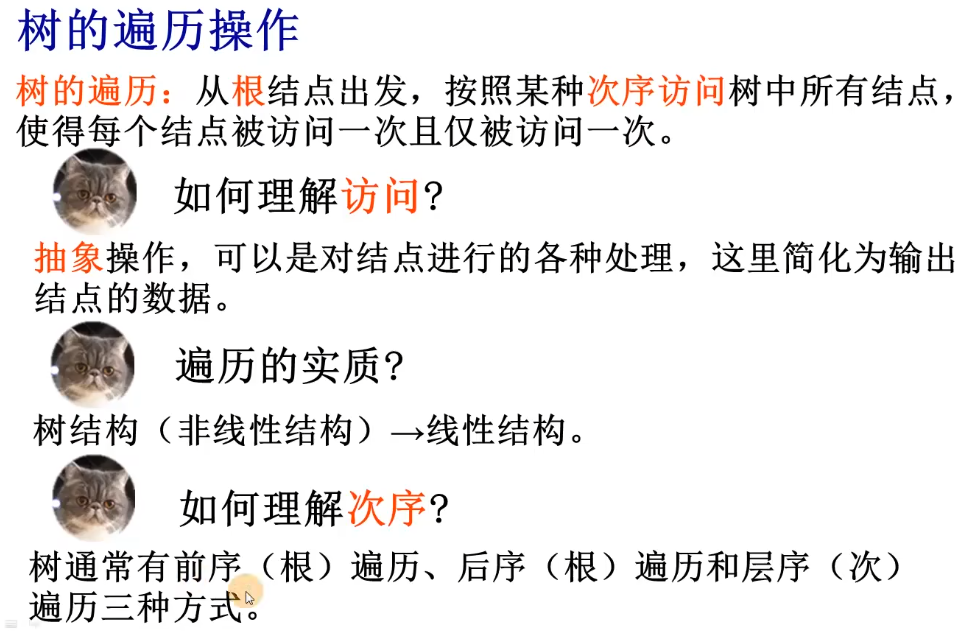 树的遍历操作
树的遍历：从根结点出发，按照某种次序访问树中所有结点，
使得每个结点被访问一次且仅被访问一次。
如何理解访问?
抽象操作，可以是对结点进行的各种处理，这里简化为输出
结点的数据。
遍历的实质?
树结构（非线性结构）→线性结构。
如何理解次序?
树通常有前序（根）遍历、后序（根）遍历和层序（次）
遍历三种方式。